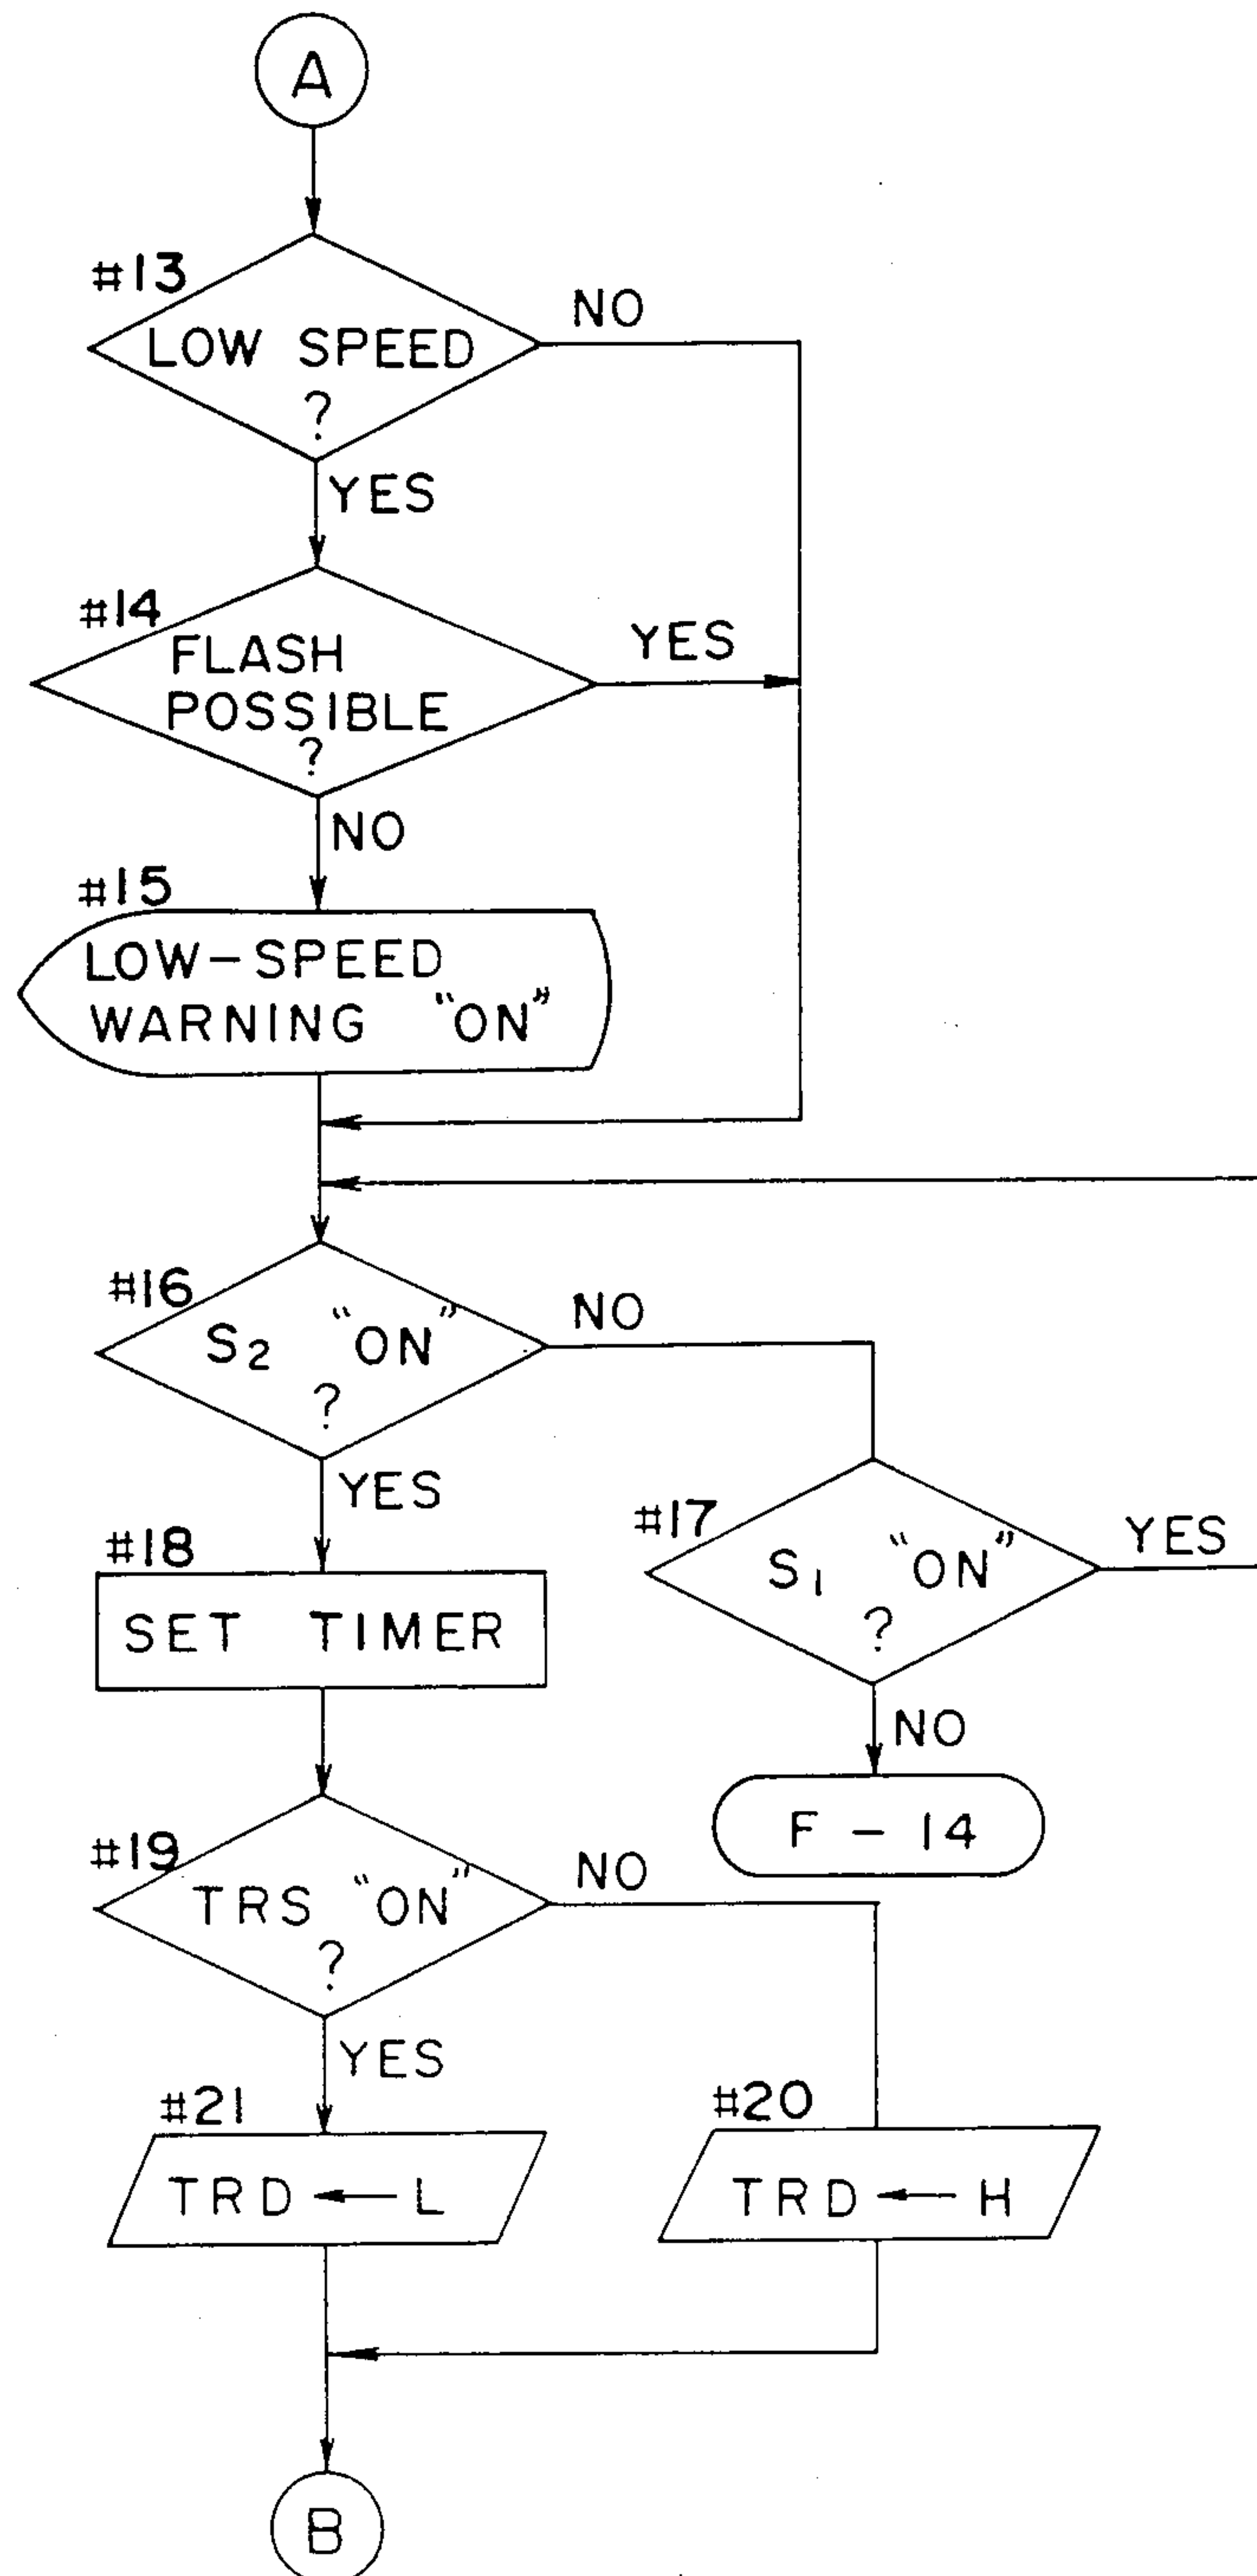 A
#13
LOW SPEED
?
NO
YES
#14
FLASH
POSSIBLE
?
YES
NO
#15
LOW-SPEED
WARNING "ON"
#16
S₂ "ON"
?
NO
YES
#17
S₁ "ON"
?
YES
NO
F - 14
#18
SET TIMER
#19
TRS "ON"
?
NO
YES
#21
TRD ← L
#20
TRD ← H
B